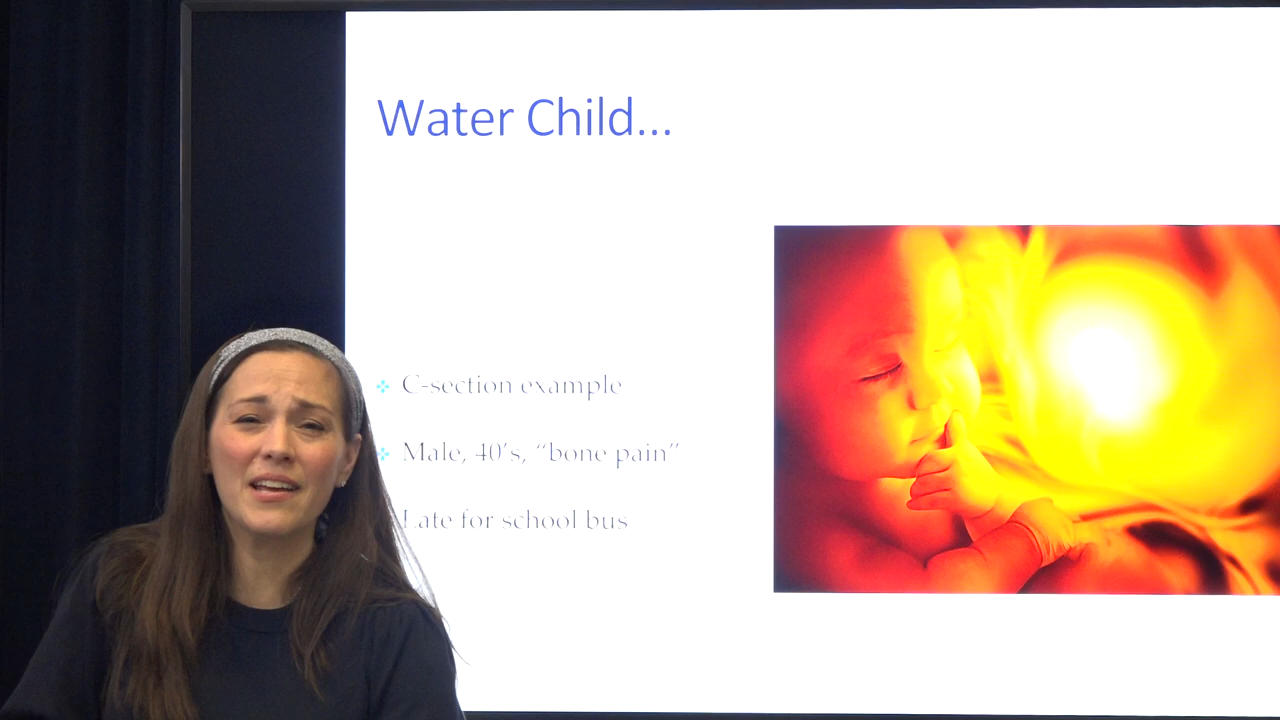 Water Child...
C-section example
Male, 40's, “bone pain”
Late for school bus